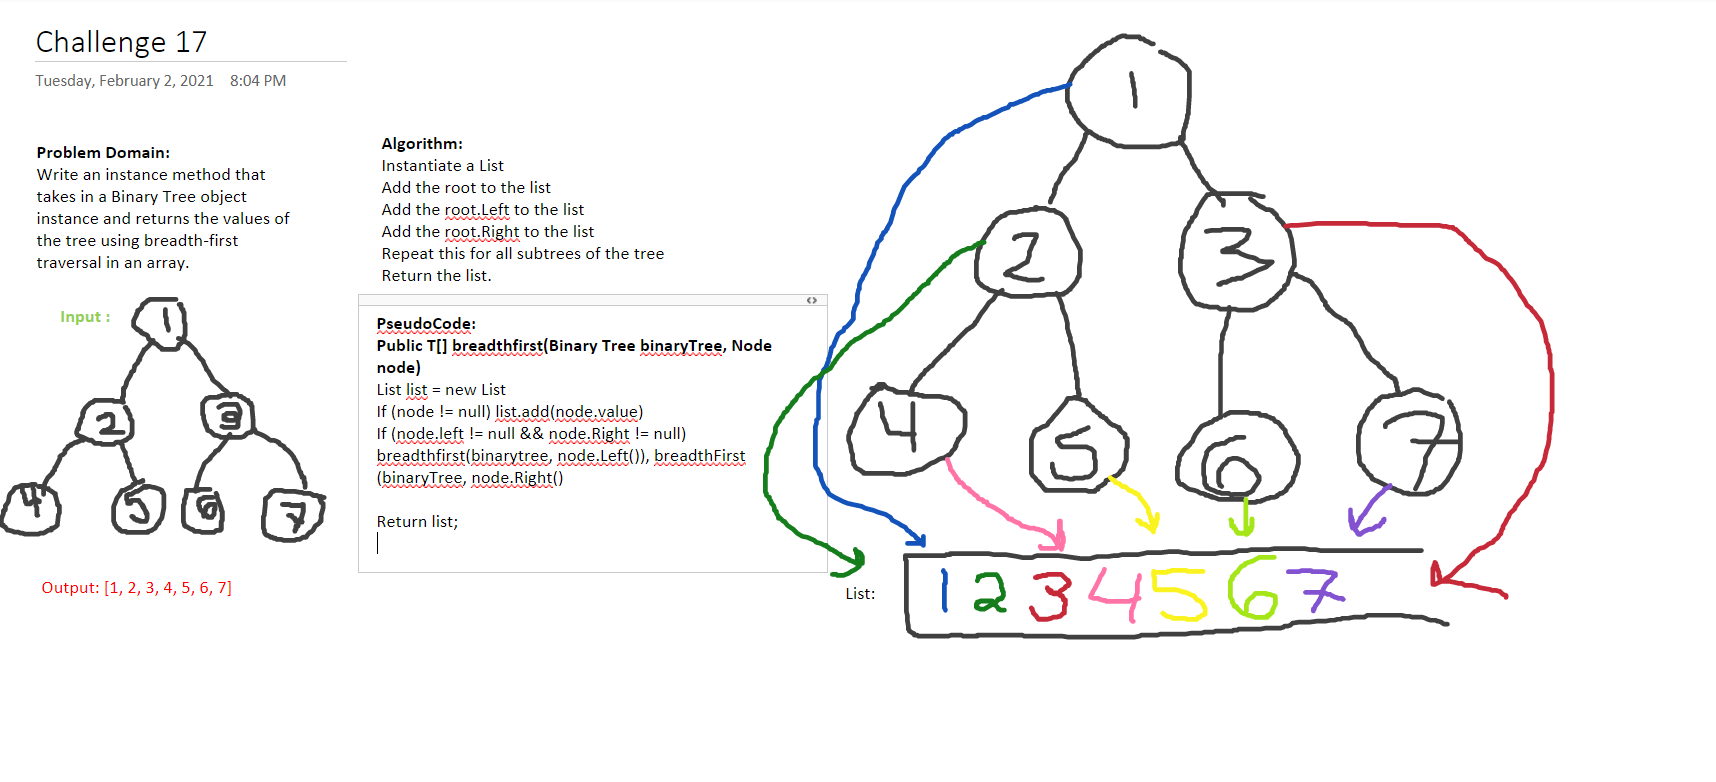 Challenge 17
Tuesday, February 2, 2021 8:04 PM
Problem Domain:
Write an instance method that
takes in a Binary Tree object
instance and returns the values of
the tree using breadth-first
traversal in an array.
Input :
1
2 3
4 5 6 7
Output: [1, 2, 3, 4, 5, 6, 7]
Algorithm:
Instantiate a List
Add the root to the list
Add the root.Left to the list
Add the root.Right to the list
Repeat this for all subtrees of the tree
Return the list.
PseudoCode:
Public T[] breadthfirst(Binary Tree binaryTree, Node
node)
List list = new List
If (node != null) list.add(node.value)
If (node.left != null && node.Right != null)
breadthfirst(binarytree, node.Left()), breadthFirst
(binaryTree, node.Right()
Return list;
1
2 3
4 5 6 7
List:
1 2 3 4 5 6 7